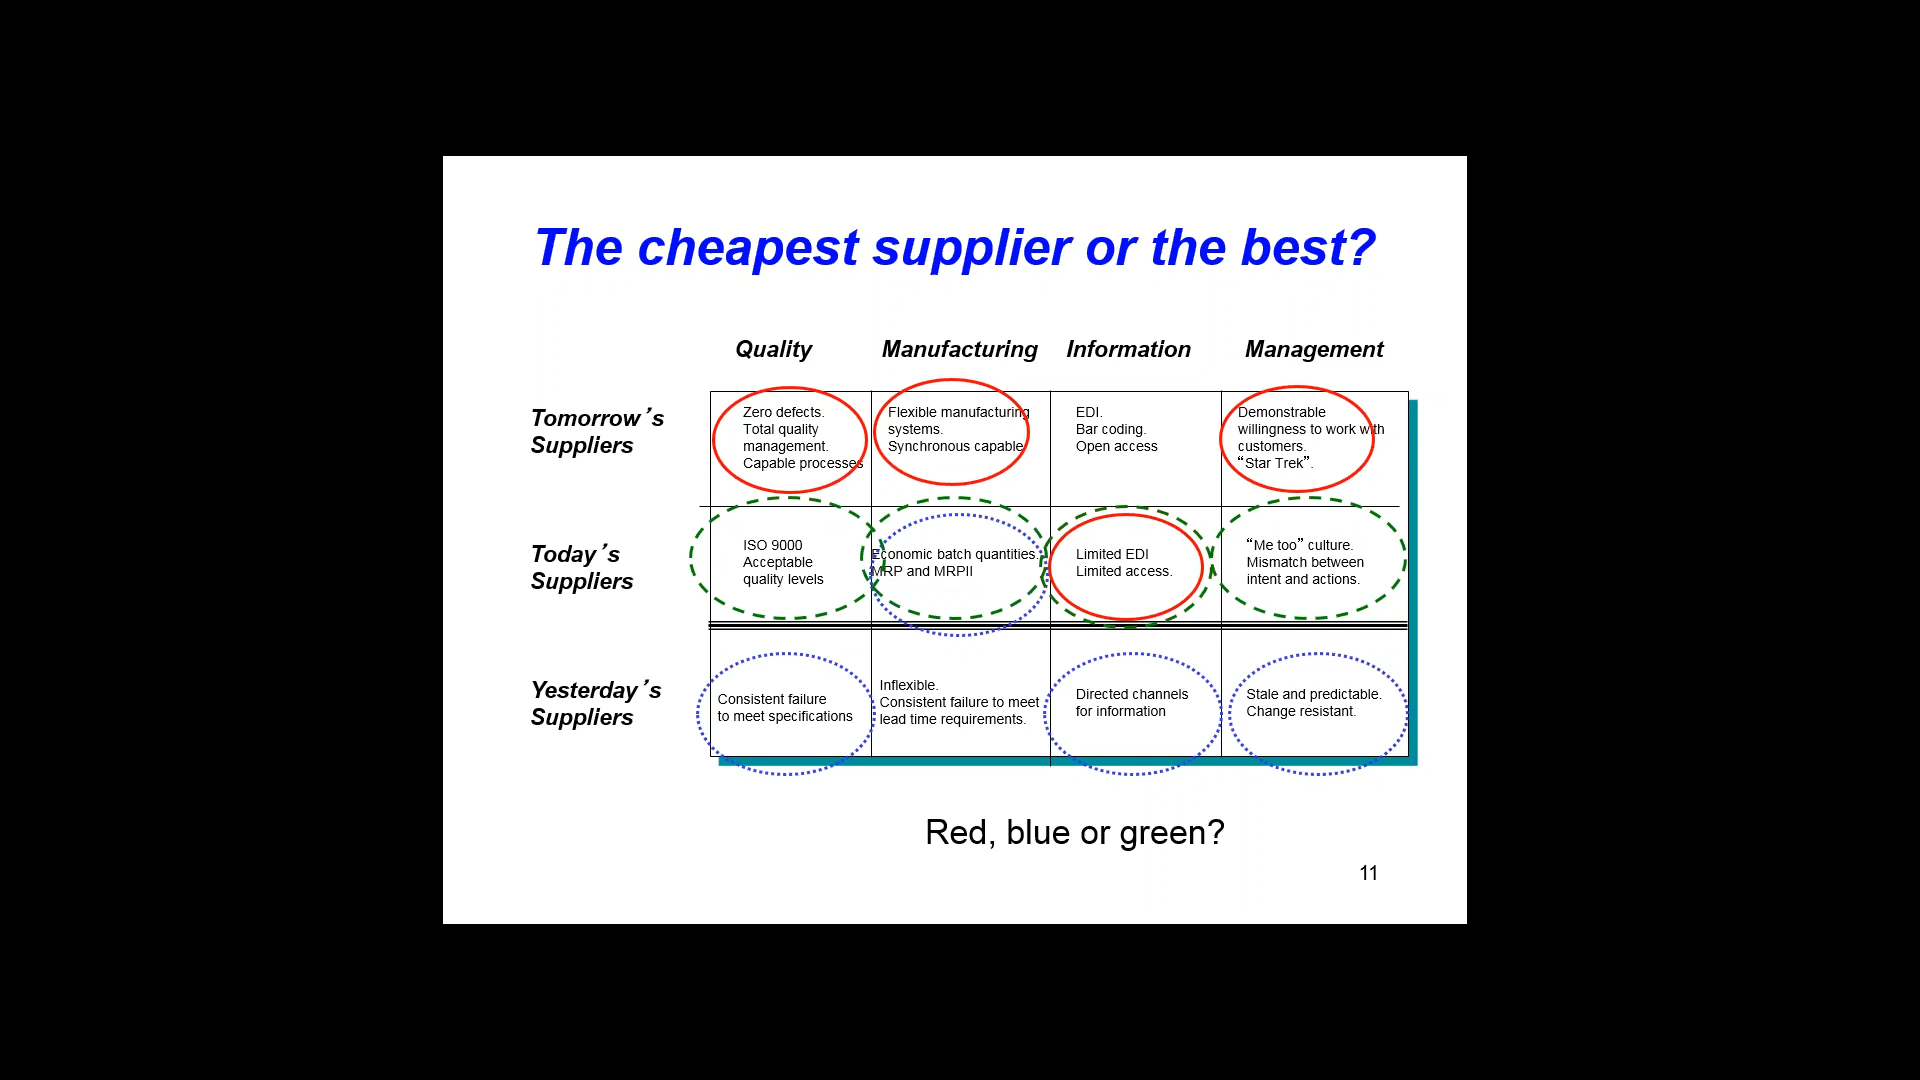 The cheapest supplier or the best?
Quality Manufacturing Information Management
Tomorrow’s
Suppliers
Zero defects.
Total quality
management.
Capable processes
Flexible manufacturing
systems.
Synchronous capable
EDI.
Bar coding.
Open access
Demonstrable
willingness to work with
customers.
“Star Trek”.
Today’s
Suppliers
ISO 9000
Acceptable
quality levels
Economic batch quantities.
MRP and MRPII
Limited EDI
Limited access.
“Me too” culture.
Mismatch between
intent and actions.
Yesterday’s
Suppliers
Consistent failure
to meet specifications
Inflexible.
Consistent failure to meet
lead time requirements.
Directed channels
for information
Stale and predictable.
Change resistant.
Red, blue or green?
11